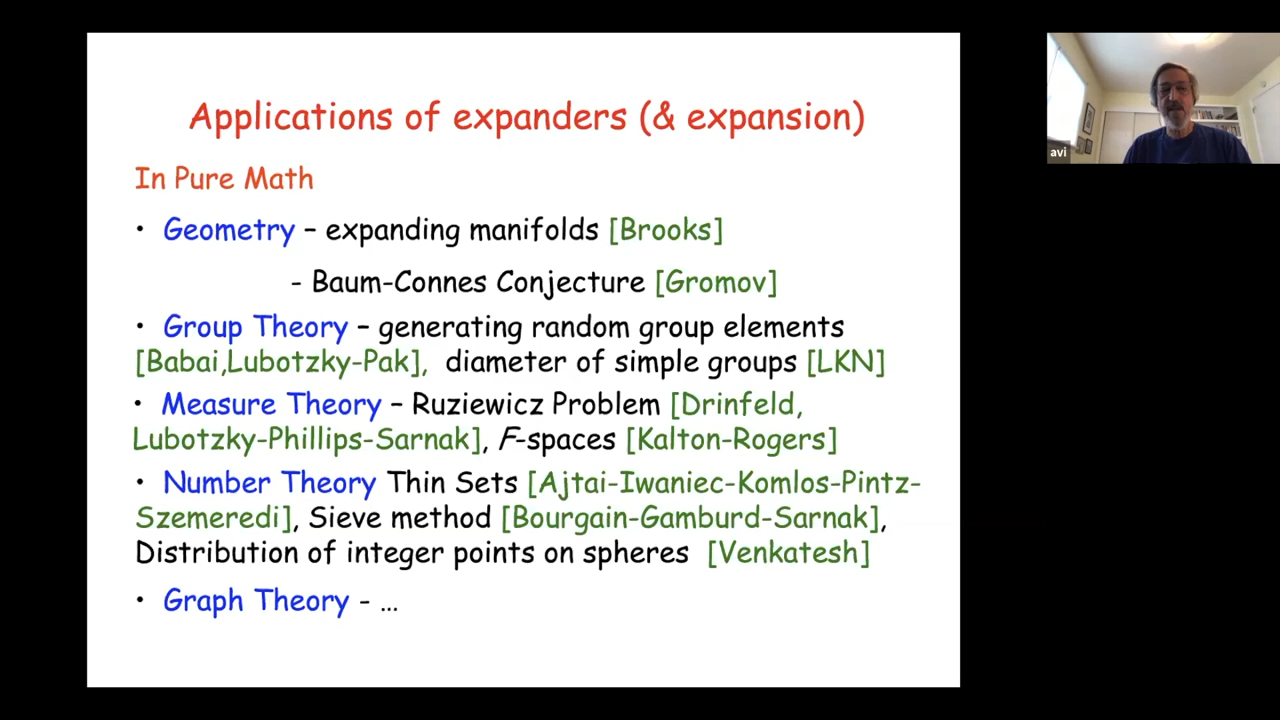 Applications of expanders (& expansion)
In Pure Math
• Geometry – expanding manifolds [Brooks]
- Baum-Connes Conjecture [Gromov]
• Group Theory – generating random group elements
[Babai,Lubotzky-Pak], diameter of simple groups [LKN]
• Measure Theory – Ruziewicz Problem [Drinfeld,
Lubotzky-Phillips-Sarnak], F-spaces [Kalton-Rogers]
• Number Theory Thin Sets [Ajtai-Iwaniec-Komlos-Pintz-
Szemeredi], Sieve method [Bourgain-Gamburd-Sarnak],
Distribution of integer points on spheres [Venkatesh]
• Graph Theory - …
avi